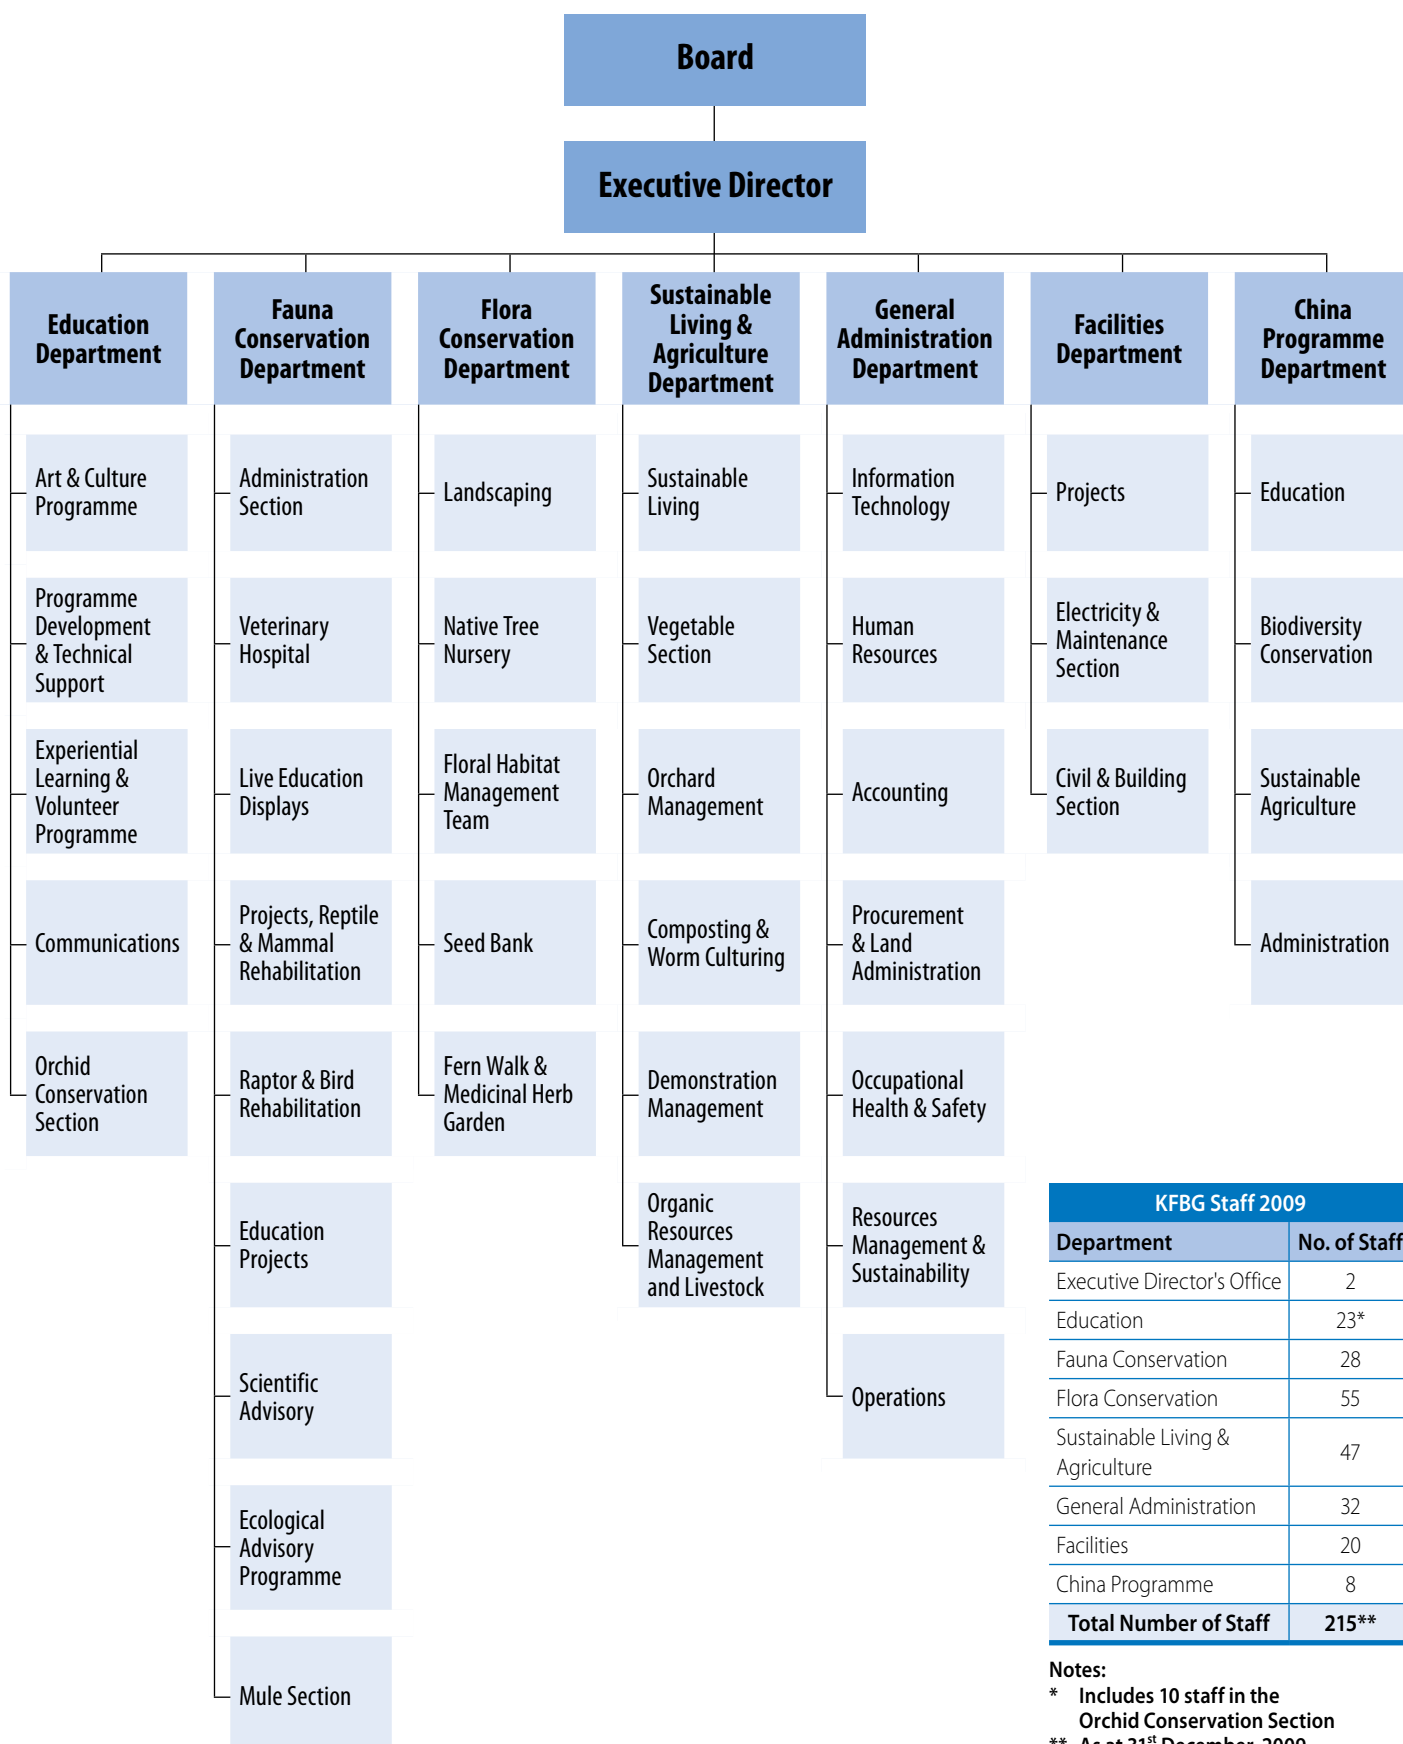 Board
Executive Director
Education
Department
Fauna
Conservation
Department
Flora
Conservation
Department
Sustainable
Living &
Agriculture
Department
General
Administration
Department
Facilities
Department
China
Programme
Department
Art & Culture
Programme
Programme
Development
& Technical
Support
Experiential
Learning &
Volunteer
Programme
Communications
Orchid
Conservation
Section
Administration
Section
Veterinary
Hospital
Live Education
Displays
Projects, Reptile
& Mammal
Rehabilitation
Raptor & Bird
Rehabilitation
Education
Projects
Scientific
Advisory
Ecological
Advisory
Programme
Mule Section
Landscaping
Native Tree
Nursery
Floral Habitat
Management
Team
Seed Bank
Fern Walk &
Medicinal Herb
Garden
Sustainable
Living
Vegetable
Section
Orchard
Management
Composting &
Worm Culturing
Demonstration
Management
Organic
Resources
Management
and Livestock
Information
Technology
Human
Resources
Accounting
Procurement
& Land
Administration
Occupational
Health & Safety
Resources
Management &
Sustainability
Operations
Projects
Electricity &
Maintenance
Section
Civil & Building
Section
Education
Biodiversity
Conservation
Sustainable
Agriculture
Administration
KFBG Staff 2009
Department No. of Staff
Executive Director's Office 2
Education 23*
Fauna Conservation 28
Flora Conservation 55
Sustainable Living &
Agriculture 47
General Administration 32
Facilities 20
China Programme 8
Total Number of Staff 215**
Notes:
* Includes 10 staff in the
Orchid Conservation Section
** As at 31st December, 2009